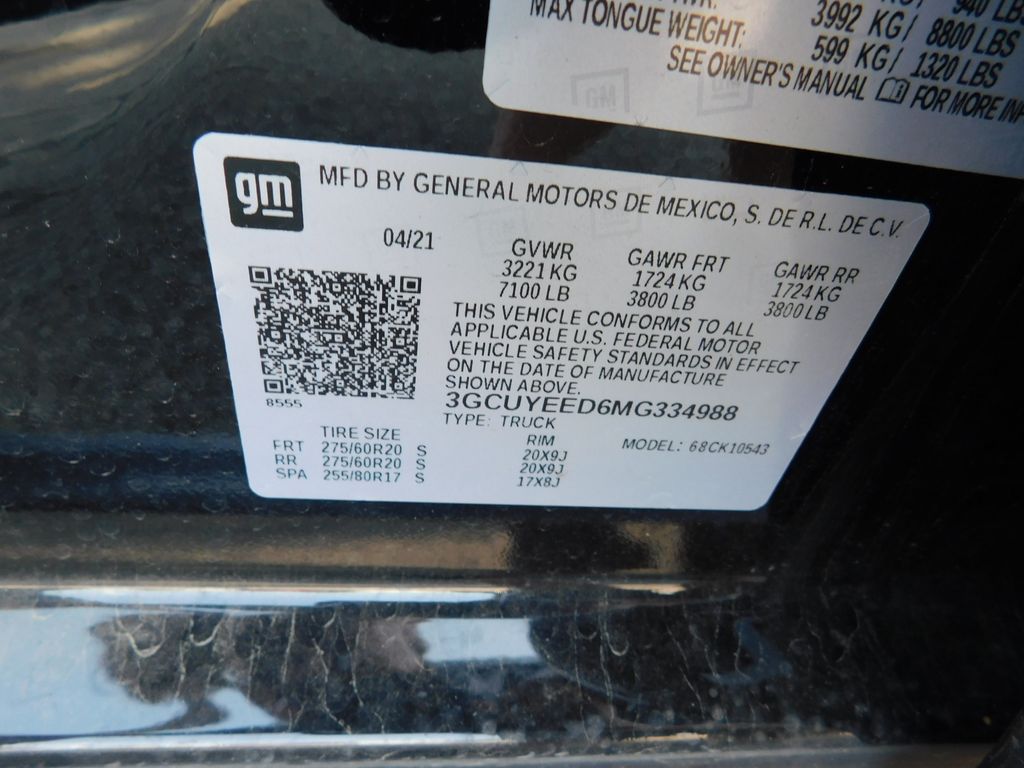 940 LBS
3992 KG/ 8800 LBS
MAX TONGUE WEIGHT: 599 KG/ 1320 LBS
SEE OWNER'S MANUAL FOR MORE
GM GM
gm MFD BY GENERAL MOTORS DE MEXICO, S. DE R.L. DE C.V.
04/21 GVWR GAWR FRT GAWR RR
3221 KG 1724 KG 1724 KG
7100 LB 3800 LB 3800 LB
THIS VEHICLE CONFORMS TO ALL
APPLICABLE U.S. FEDERAL MOTOR
VEHICLE SAFETY STANDARDS IN EFFECT
ON THE DATE OF MANUFACTURE
SHOWN ABOVE.
8555 3GCUYEED6MG334988
TYPE: TRUCK
TIRE SIZE RIM MODEL: 68CK10543
FRT 275/60R20 S 20X9J
RR 275/60R20 S 20X9J
SPA 255/80R17 S 17X8J